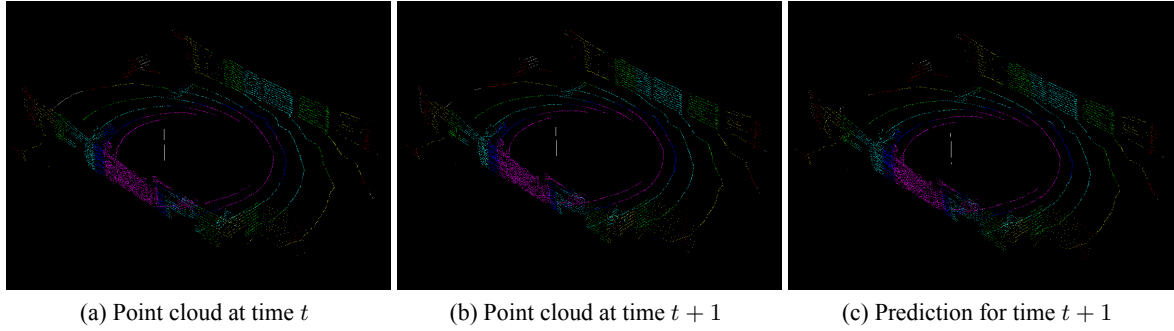 (a) Point cloud at time t
(b) Point cloud at time t + 1
(c) Prediction for time t + 1